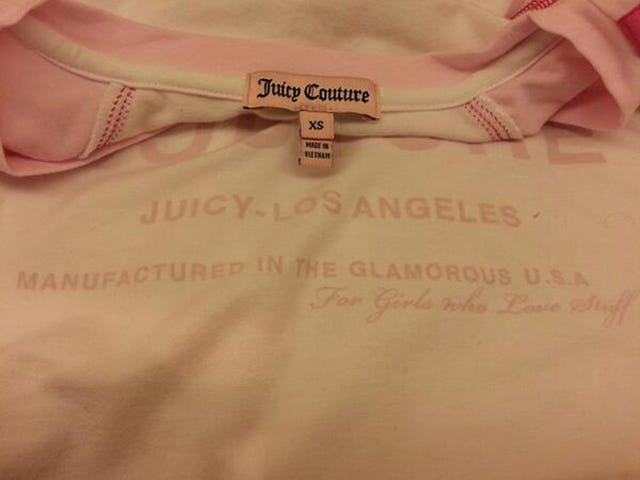 Juicy Couture
XS
MADE IN
VIETNAM
JUICY. LOS ANGELES
MANUFACTURED IN THE GLAMOROUS U.S.A
For Girls who Love Stuff